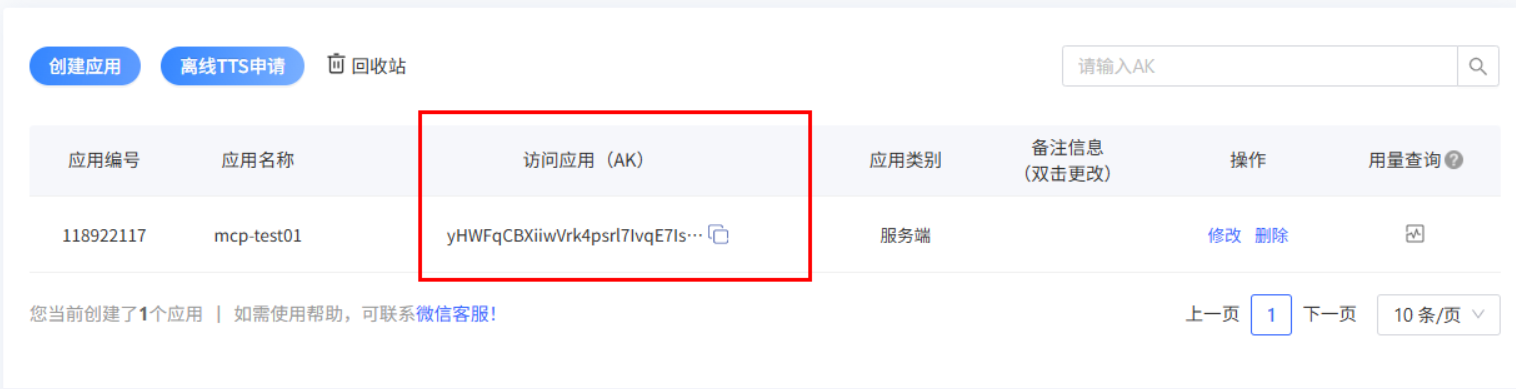 创建应用 离线TTS申请 回收站 请输入AK
应用编号 应用名称 访问应用（AK） 应用类别 备注信息（双击更改） 操作 用量查询
118922117 mcp-test01 yHWFqCBXiiwVrk4psrl7IvqE7Is··· 服务端 修改 删除
您当前创建了1个应用 | 如需使用帮助，可联系微信客服！ 上一页 1 下一页 10 条/页